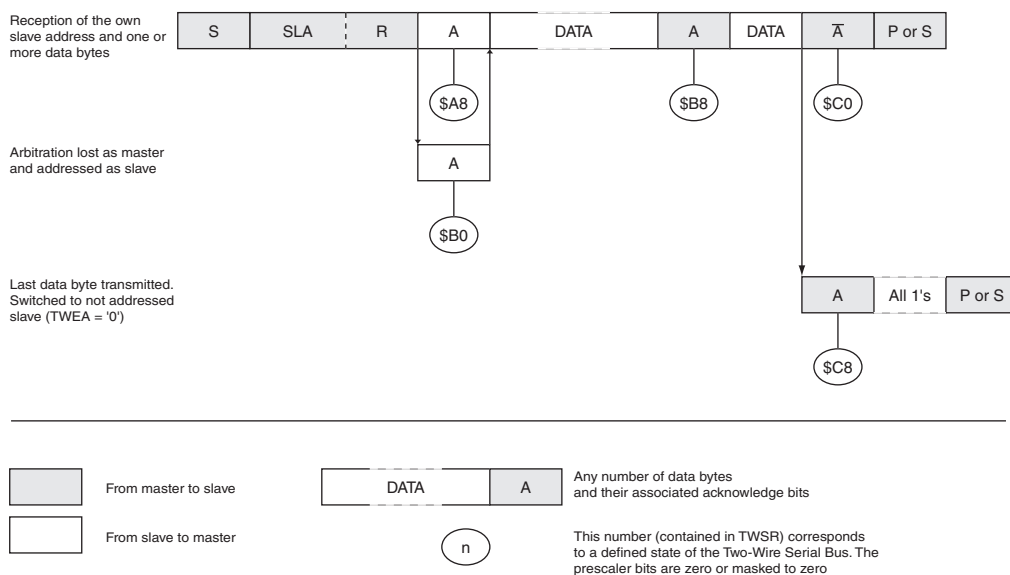 Reception of the own
slave address and one or
more data bytes
S SLA R A DATA A DATA A̅ P or S
$A8 $B8 $C0
Arbitration lost as master
and addressed as slave
A
$B0
Last data byte transmitted.
Switched to not addressed
slave (TWEA = '0')
A All 1's P or S
$C8
From master to slave
DATA A
Any number of data bytes
and their associated acknowledge bits
From slave to master
n
This number (contained in TWSR) corresponds
to a defined state of the Two-Wire Serial Bus. The
prescaler bits are zero or masked to zero